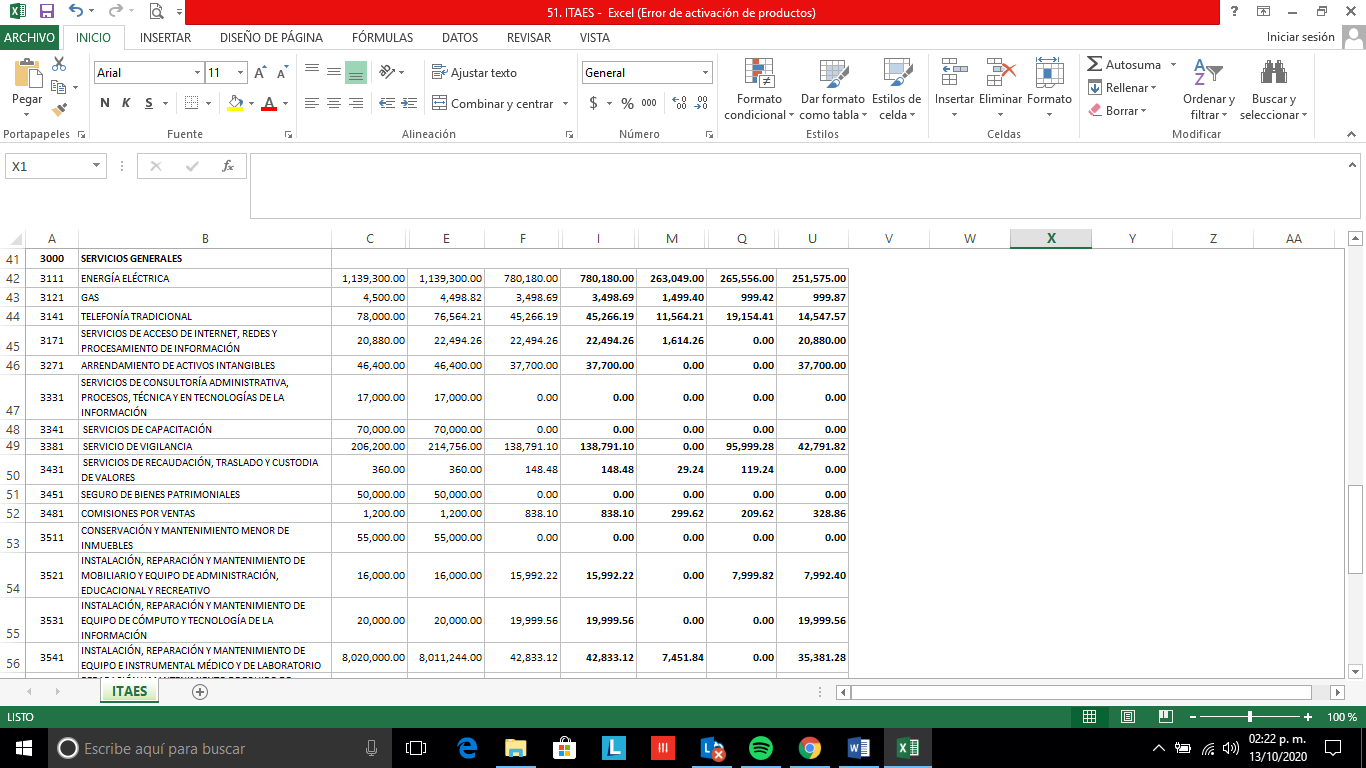 51. ITAES - Excel (Error de activación de productos)
ARCHIVO INICIO INSERTAR DISEÑO DE PÁGINA FÓRMULAS DATOS REVISAR VISTA Iniciar sesión
Pegar
Portapapeles
Arial 11
N K S
Fuente
Ajustar texto
Combinar y centrar
Alineación
General
$ % 000
Número
Formato condicional
Dar formato como tabla
Estilos de celda
Estilos
Insertar Eliminar Formato
Celdas
Autosuma
Rellenar
Borrar
Ordenar y filtrar
Buscar y seleccionar
Modificar
X1 fx
A B C E F I M Q U V W X Y Z AA
41 3000 SERVICIOS GENERALES
42 3111 ENERGÍA ELÉCTRICA 1,139,300.00 1,139,300.00 780,180.00 780,180.00 263,049.00 265,556.00 251,575.00
43 3121 GAS 4,500.00 4,498.82 3,498.69 3,498.69 1,499.40 999.42 999.87
44 3141 TELEFONÍA TRADICIONAL 78,000.00 76,564.21 45,266.19 45,266.19 11,564.21 19,154.41 14,547.57
SERVICIOS DE ACCESO DE INTERNET, REDES Y
45 3171 PROCESAMIENTO DE INFORMACIÓN 20,880.00 22,494.26 22,494.26 22,494.26 1,614.26 0.00 20,880.00
46 3271 ARRENDAMIENTO DE ACTIVOS INTANGIBLES 46,400.00 46,400.00 37,700.00 37,700.00 0.00 0.00 37,700.00
SERVICIOS DE CONSULTORÍA ADMINISTRATIVA,
3331 PROCESOS, TÉCNICA Y EN TECNOLOGÍAS DE LA 17,000.00 17,000.00 0.00 0.00 0.00 0.00 0.00
47 INFORMACIÓN
48 3341 SERVICIOS DE CAPACITACIÓN 70,000.00 70,000.00 0.00 0.00 0.00 0.00 0.00
49 3381 SERVICIO DE VIGILANCIA 206,200.00 214,756.00 138,791.10 138,791.10 0.00 95,999.28 42,791.82
SERVICIOS DE RECAUDACIÓN, TRASLADO Y CUSTODIA
50 3431 DE VALORES 360.00 360.00 148.48 148.48 29.24 119.24 0.00
51 3451 SEGURO DE BIENES PATRIMONIALES 50,000.00 50,000.00 0.00 0.00 0.00 0.00 0.00
52 3481 COMISIONES POR VENTAS 1,200.00 1,200.00 838.10 838.10 299.62 209.62 328.86
CONSERVACIÓN Y MANTENIMIENTO MENOR DE
53 3511 INMUEBLES 55,000.00 55,000.00 0.00 0.00 0.00 0.00 0.00
INSTALACIÓN, REPARACIÓN Y MANTENIMIENTO DE
3521 MOBILIARIO Y EQUIPO DE ADMINISTRACIÓN, 16,000.00 16,000.00 15,992.22 15,992.22 0.00 7,999.82 7,992.40
54 EDUCACIONAL Y RECREATIVO
INSTALACIÓN, REPARACIÓN Y MANTENIMIENTO DE
3531 EQUIPO DE CÓMPUTO Y TECNOLOGÍA DE LA 20,000.00 20,000.00 19,999.56 19,999.56 0.00 0.00 19,999.56
55 INFORMACIÓN
INSTALACIÓN, REPARACIÓN Y MANTENIMIENTO DE
56 3541 EQUIPO E INSTRUMENTAL MÉDICO Y DE LABORATORIO 8,020,000.00 8,011,244.00 42,833.12 42,833.12 7,451.84 0.00 35,381.28
ITAES
LISTO 100 %
Escribe aquí para buscar
02:22 p. m.
13/10/2020